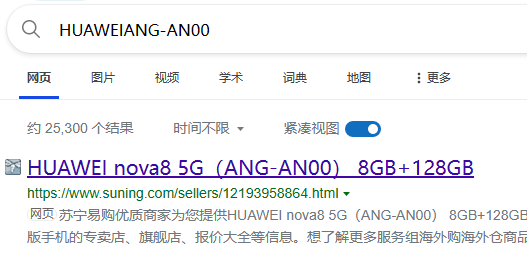 HUAWEIANG-AN00
网页 图片 视频 学术 词典 地图 更多
约 25,300 个结果 时间不限 紧凑视图
HUAWEI nova8 5G（ANG-AN00） 8GB+128GB
https://www.suning.com/sellers/12193958864.html
网页 苏宁易购优质商家为您提供HUAWEI nova8 5G（ANG-AN00） 8GB+128GB
版手机的专卖店、旗舰店、报价大全等信息。想了解更多服务组海外购海外仓商品